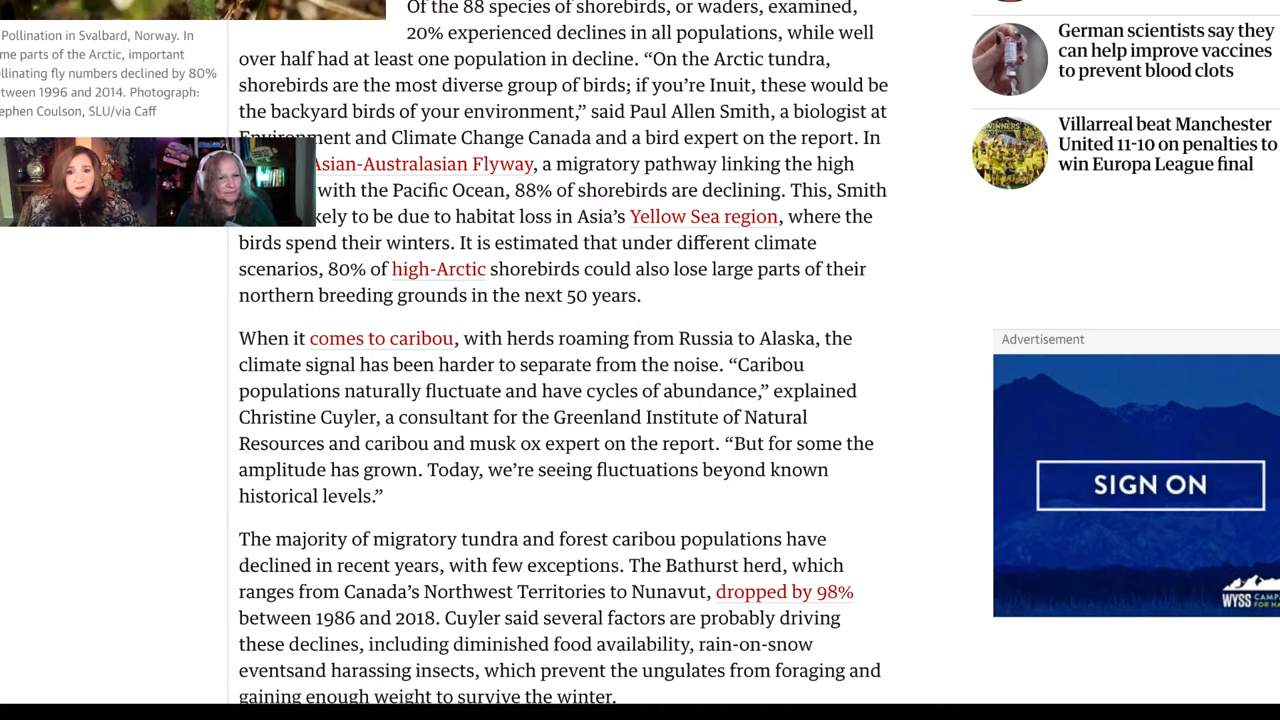 Pollination in Svalbard, Norway. In
me parts of the Arctic, important
llinating fly numbers declined by 80%
tween 1996 and 2014. Photograph:
ephen Coulson, SLU/via Caff
Of the 88 species of shorebirds, or waders, examined,
20% experienced declines in all populations, while well
over half had at least one population in decline. “On the Arctic tundra,
shorebirds are the most diverse group of birds; if you’re Inuit, these would be
the backyard birds of your environment,” said Paul Allen Smith, a biologist at
Environment and Climate Change Canada and a bird expert on the report. In
Asian-Australasian Flyway, a migratory pathway linking the high
with the Pacific Ocean, 88% of shorebirds are declining. This, Smith
kely to be due to habitat loss in Asia’s Yellow Sea region, where the
birds spend their winters. It is estimated that under different climate
scenarios, 80% of high-Arctic shorebirds could also lose large parts of their
northern breeding grounds in the next 50 years.
When it comes to caribou, with herds roaming from Russia to Alaska, the
climate signal has been harder to separate from the noise. “Caribou
populations naturally fluctuate and have cycles of abundance,” explained
Christine Cuyler, a consultant for the Greenland Institute of Natural
Resources and caribou and musk ox expert on the report. “But for some the
amplitude has grown. Today, we’re seeing fluctuations beyond known
historical levels.”
The majority of migratory tundra and forest caribou populations have
declined in recent years, with few exceptions. The Bathurst herd, which
ranges from Canada’s Northwest Territories to Nunavut, dropped by 98%
between 1986 and 2018. Cuyler said several factors are probably driving
these declines, including diminished food availability, rain-on-snow
eventsand harassing insects, which prevent the ungulates from foraging and
gaining enough weight to survive the winter.
German scientists say they
can help improve vaccines
to prevent blood clots
WINNERS
Villarreal beat Manchester
United 11-10 on penalties to
win Europa League final
Advertisement
SIGN ON
WYSS CAMPA
FOR NA